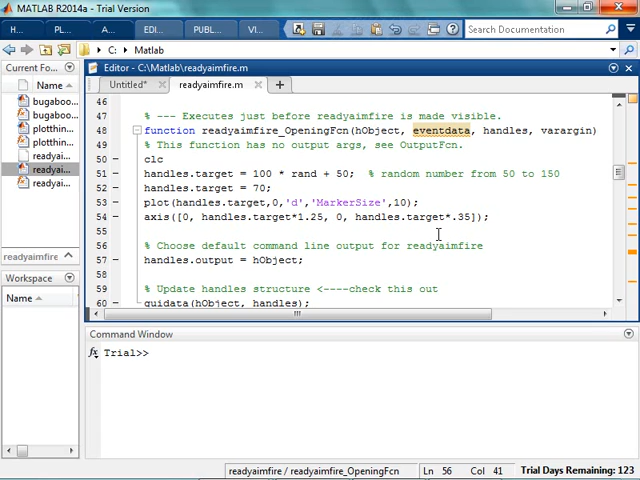 MATLAB R2014a - Trial Version
H... P... A... EDI... PUBL... VI... Search Documentation
C: Matlab
Current Fo... Editor - C:\Matlab\readyaimfire.m
Name Untitled* readyaimfire.m
bugaboo...
bugaboo...
plotthin...
plotthin...
readyai...
readyai...
readyai...
46
47 % --- Executes just before readyaimfire is made visible.
48 function readyaimfire_OpeningFcn(hObject, eventdata, handles, varargin)
49 % This function has no output args, see OutputFcn.
50 clc
51 handles.target = 100 * rand + 50; % random number from 50 to 150
52 handles.target = 70;
53 plot(handles.target,0,'d','MarkerSize',10);
54 axis([0, handles.target*1.25, 0, handles.target*.35]);
55
56 % Choose default command line output for readyaimfire
57 handles.output = hObject;
58
59 % Update handles structure <----check this out
60 guidata(hObject, handles);
readyaimfire
Workspace
Name
Command Window
fx Trial>>
readyaimfire / readyaimfire_OpeningFcn Ln 56 Col 41 Trial Days Remaining: 123